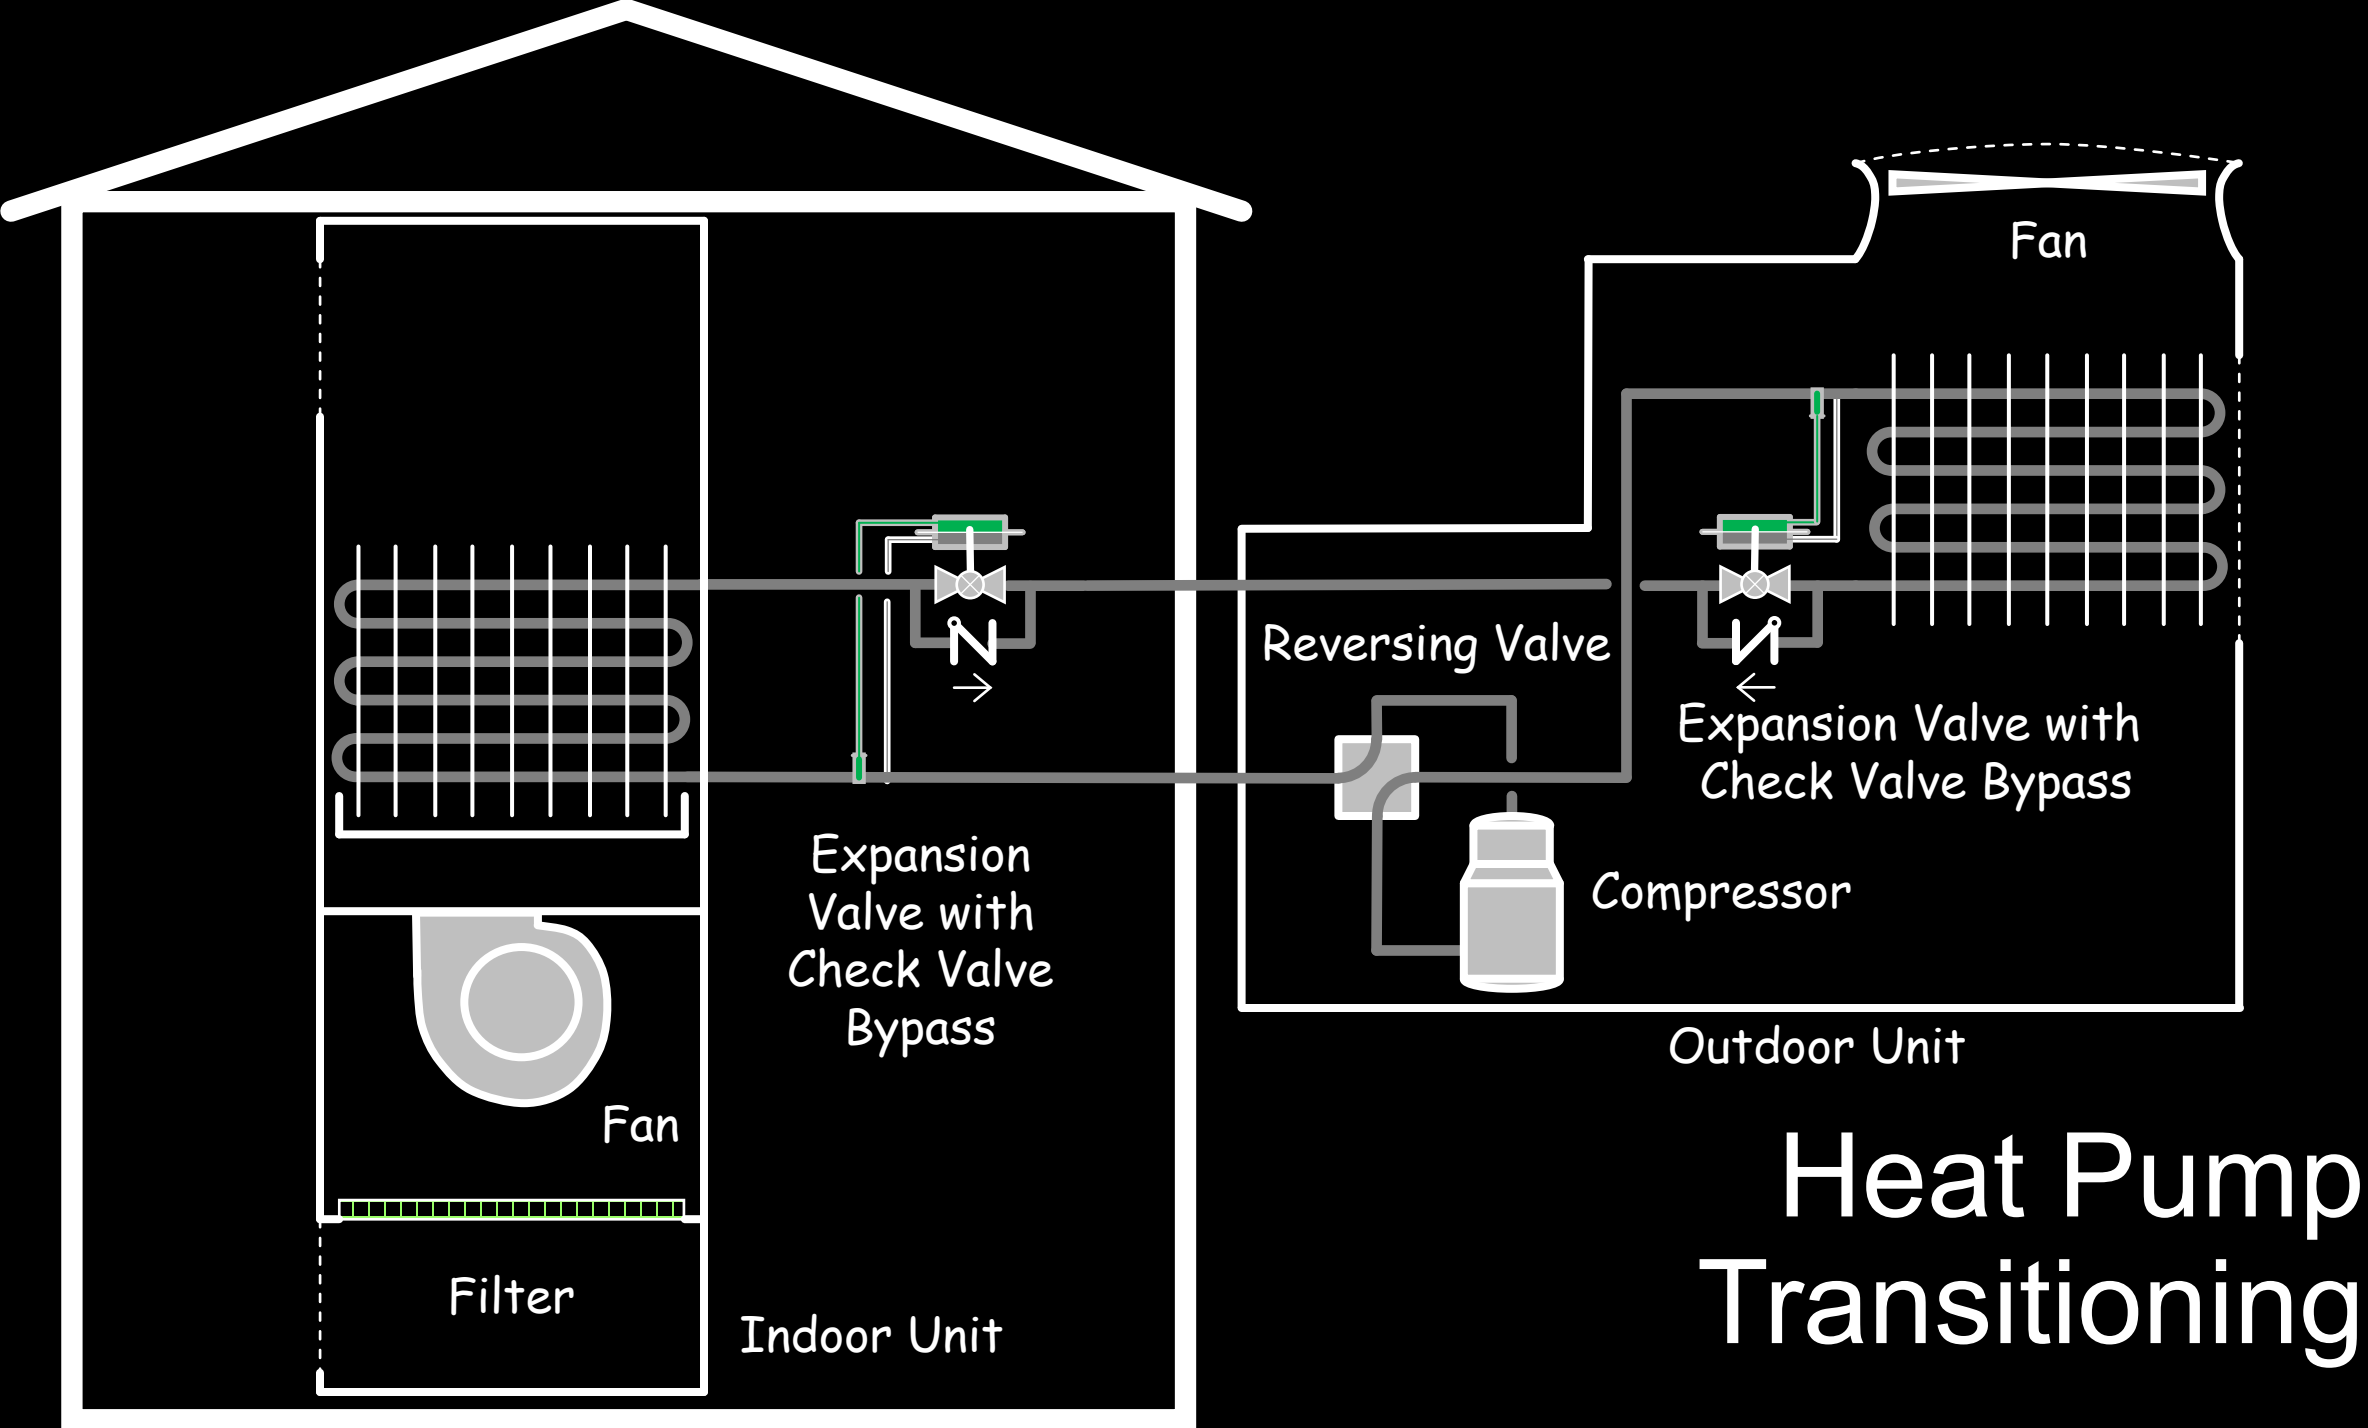 Fan
Reversing Valve
Expansion Valve with
Check Valve Bypass
Expansion
Valve with
Check Valve
Bypass
Compressor
Outdoor Unit
Fan
Filter
Indoor Unit
Heat Pump
Transitioning